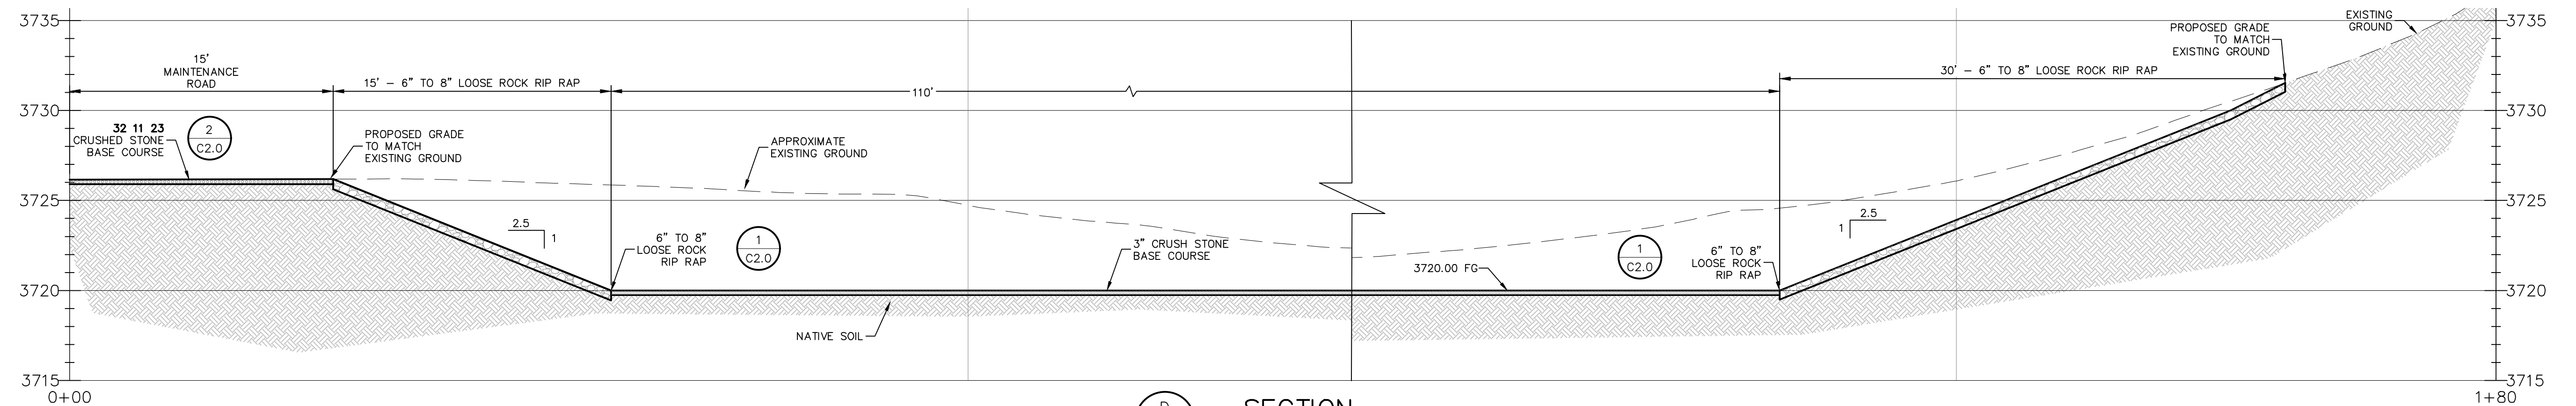 3735
3730
3725
3720
3715
0+00
15'
MAINTENANCE
ROAD
15' - 6" TO 8" LOOSE ROCK RIP RAP
110'
30' - 6" TO 8" LOOSE ROCK RIP RAP
32 11 23
CRUSHED STONE
BASE COURSE
2
C2.0
PROPOSED GRADE
TO MATCH
EXISTING GROUND
APPROXIMATE
EXISTING GROUND
2.5
1
6" TO 8"
LOOSE ROCK
RIP RAP
1
C2.0
NATIVE SOIL
3" CRUSH STONE
BASE COURSE
3720.00 FG
1
C2.0
6" TO 8"
LOOSE ROCK
RIP RAP
2.5
1
PROPOSED GRADE
TO MATCH
EXISTING GROUND
EXISTING
GROUND
3735
3730
3725
3720
3715
1+80
SECTION